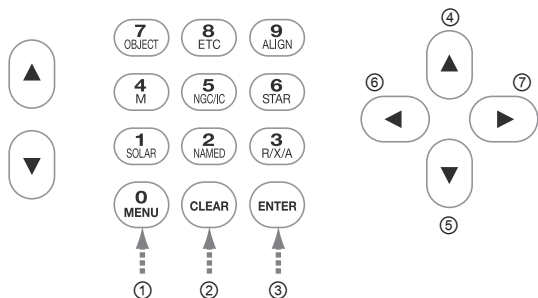 7 8 9
OBJECT ETC ALIGN
4 5 6
M NGC/IC STAR
1 2 3
SOLAR NAMED R/X/A
0
MENU CLEAR ENTER
① ② ③
④
⑥ ⑦
⑤